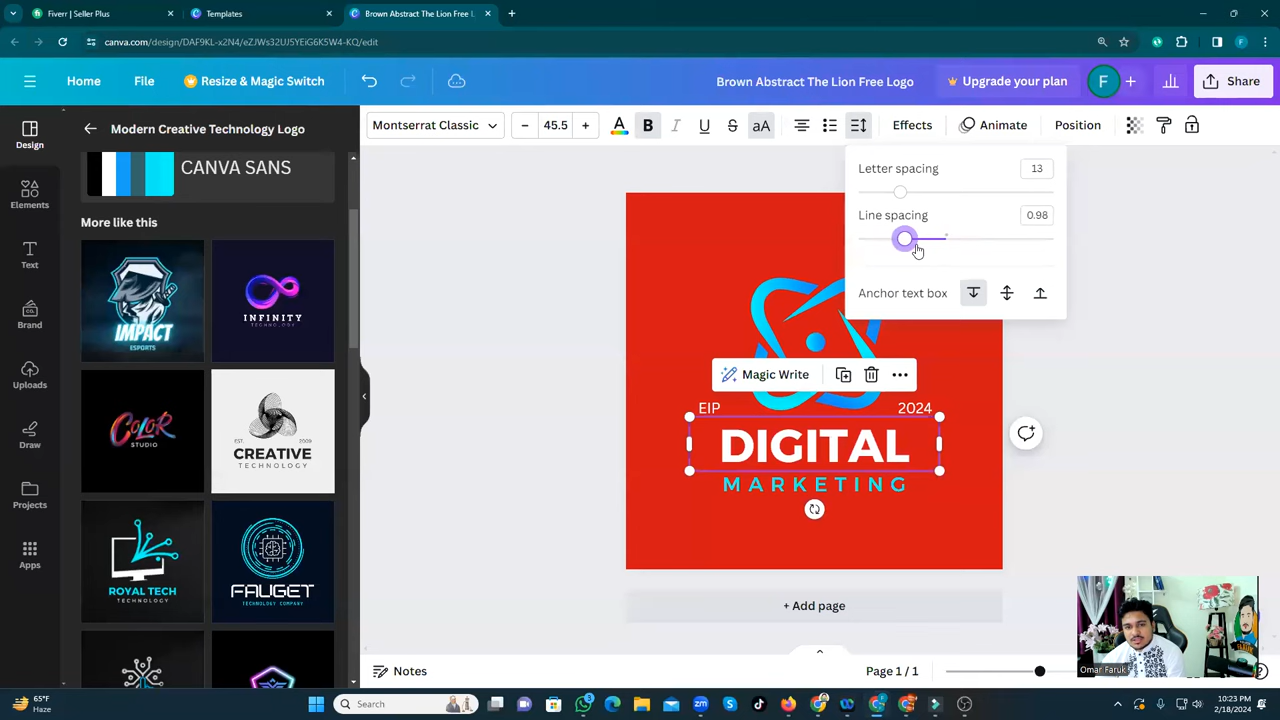 Fiverr | Seller Plus
Templates
Brown Abstract The Lion Free L
canva.com/design/DAF9KL-x2N4/eZJWs32UJ5YEiG6K5W4-KQ/edit
Home
File
Resize & Magic Switch
Brown Abstract The Lion Free Logo
Upgrade your plan
F
Share
Design
Elements
Text
Brand
Uploads
Draw
Projects
Apps
Modern Creative Technology Logo
CANVA SANS
More like this
IMPACT
ESPORTS
INFINITY
TECHNOLOGY
COLOR
STUDIO
EST.
2009
CREATIVE
TECHNOLOGY
ROYAL TECH
TECHNOLOGY
FAUGET
TECHNOLOGY COMPANY
Montserrat Classic
– 45.5 +
A B I U S aA
Effects
Animate
Position
Letter spacing
13
Line spacing
0.98
Anchor text box
Magic Write
EIP
2024
DIGITAL
MARKETING
+ Add page
Notes
Page 1 / 1
Omar Faruk
65°F
Haze
Search
10:23 PM
2/18/2024